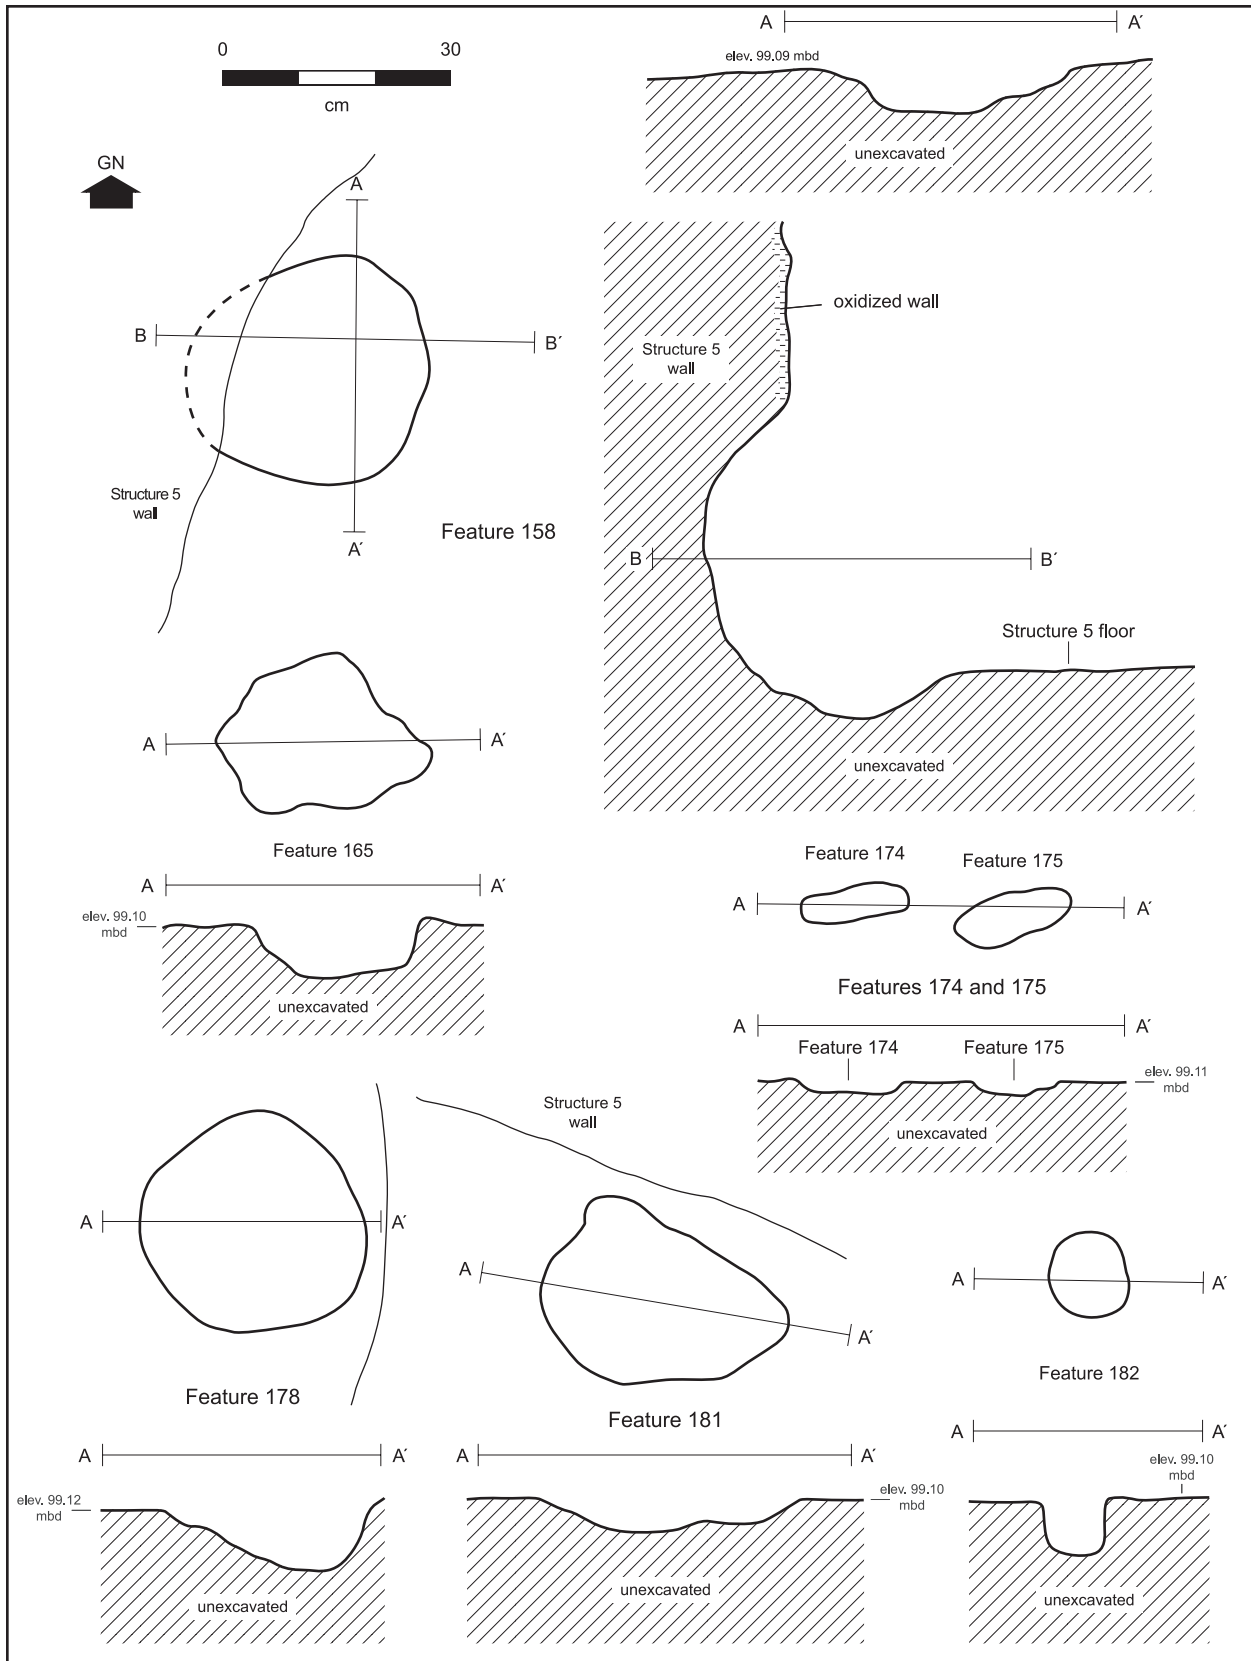 A A′
0 30
cm
elev. 99.09 mbd
unexcavated
GN
A
B B′
Structure 5
wall
A′
Feature 158
oxidized wall
Structure 5
wall
B B′
Structure 5 floor
unexcavated
A A′
Feature 165
A A′
elev. 99.10
mbd
unexcavated
Feature 174 Feature 175
A A′
Features 174 and 175
A A′
Feature 174 Feature 175
elev. 99.11
mbd
unexcavated
A A′
Feature 178
A A′
elev. 99.12
mbd
unexcavated
Structure 5
wall
A A′
Feature 181
A A′
elev. 99.10
mbd
unexcavated
A A′
Feature 182
A A′
elev. 99.10
mbd
unexcavated